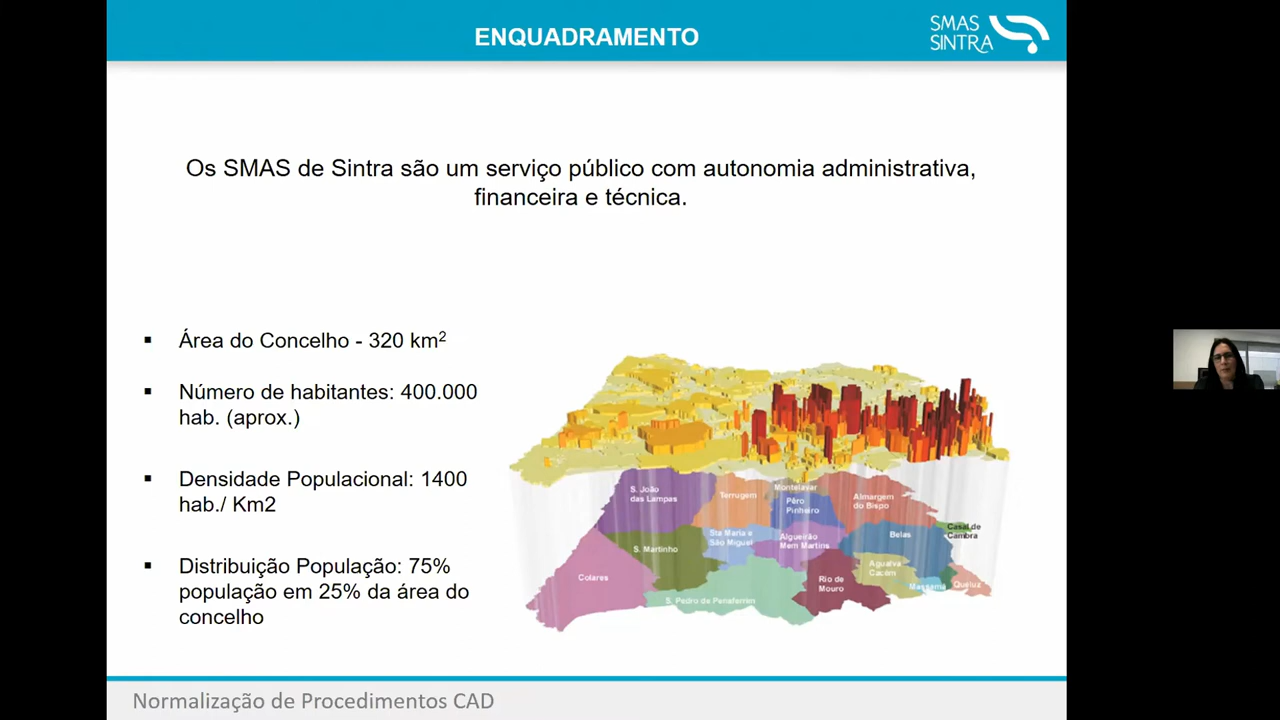 ENQUADRAMENTO
SMAS
SINTRA
Os SMAS de Sintra são um serviço público com autonomia administrativa,
financeira e técnica.
▪ Área do Concelho - 320 km²
▪ Número de habitantes: 400.000
hab. (aprox.)
▪ Densidade Populacional: 1400
hab./ Km2
▪ Distribuição População: 75%
população em 25% da área do
concelho
S. João
das Lampas
Terrugem
Montelavar
Pêro
Pinheiro
Almargem
do Bispo
Casal de
Cambra
S. Martinho
Sta Maria e
São Miguel
Algueirão
Mem Martins
Belas
Colares
S. Pedro de Penaferrim
Rio de
Mouro
Agualva
Cacém
Massamá
Queluz
Normalização de Procedimentos CAD